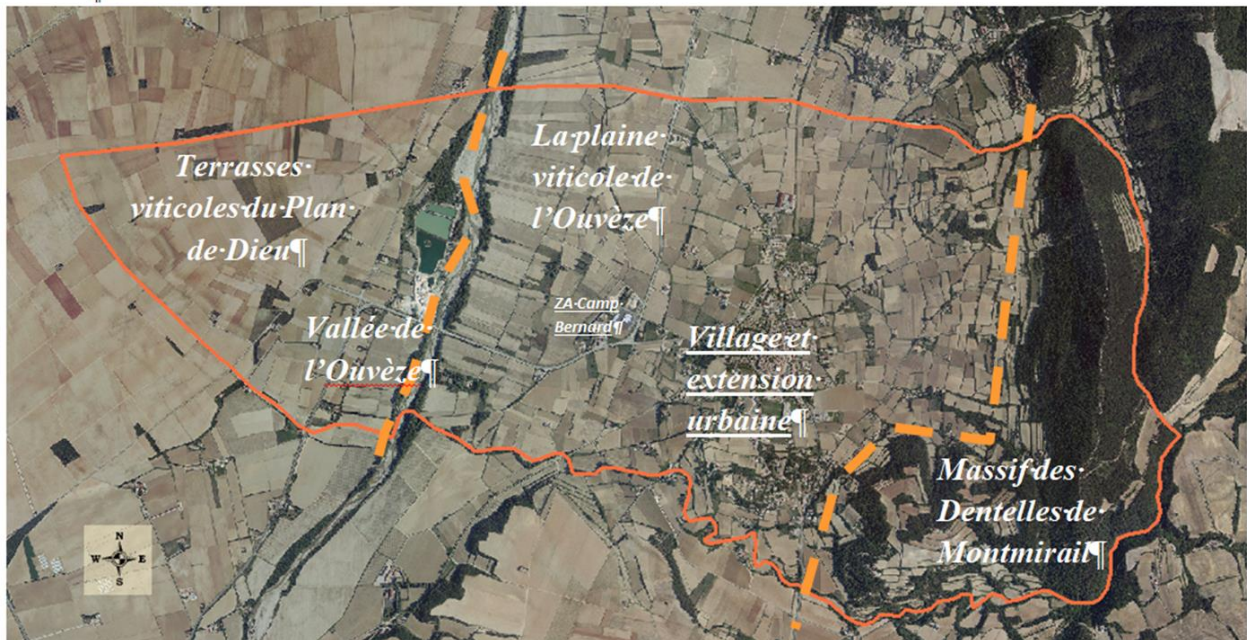 Terrasses·
viticoles·du·Plan·
de·Dieu¶
La·plaine·
viticole·de·
l'Ouvèze¶
ZA·Camp·
Bernard¶
Vallée·de·
l'Ouvèze¶
Village·et·
extension·
urbaine¶
Massif·des·
Dentelles·de·
Montmirail¶
N
W E
S